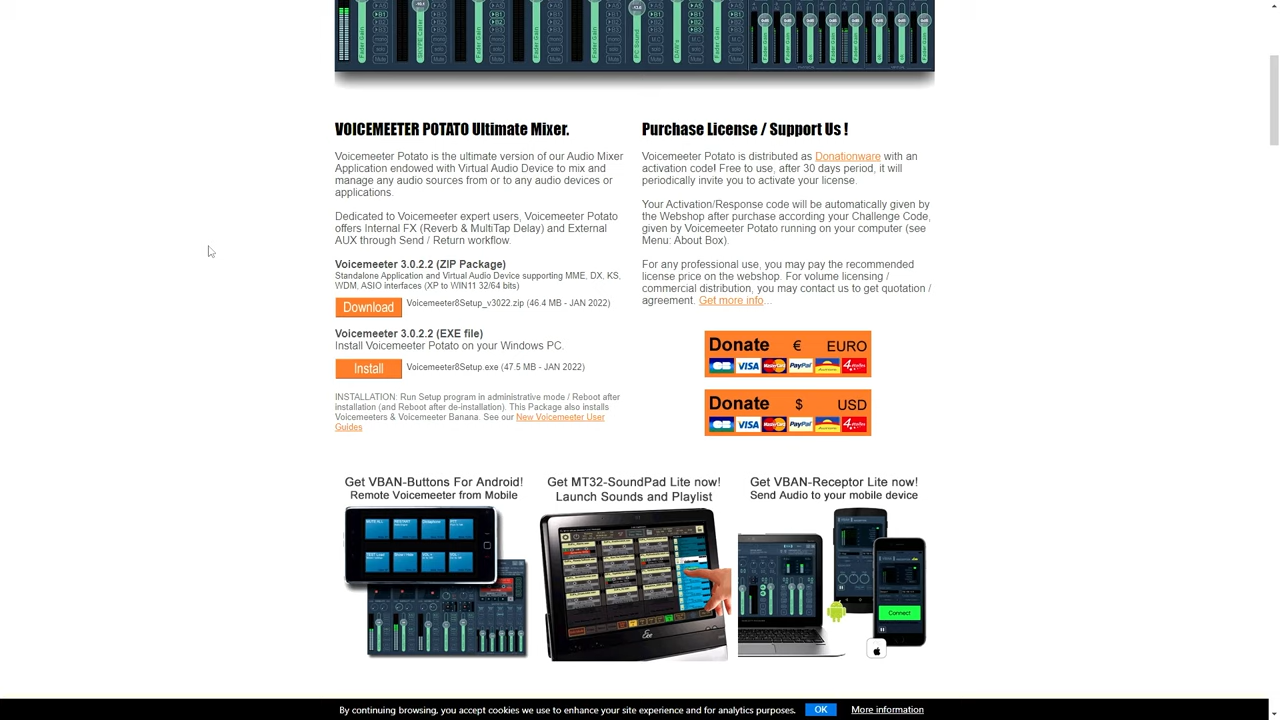 VOICEMEETER POTATO Ultimate Mixer.
Voicemeeter Potato is the ultimate version of our Audio Mixer
Application endowed with Virtual Audio Device to mix and
manage any audio sources from or to any audio devices or
applications.
Dedicated to Voicemeeter expert users, Voicemeeter Potato
offers Internal FX (Reverb & MultiTap Delay) and External
AUX through Send / Return workflow.
Voicemeeter 3.0.2.2 (ZIP Package)
Standalone Application and Virtual Audio Device supporting MME, DX, KS,
WDM, ASIO interfaces (XP to WIN11 32/64 bits)
Download Voicemeeter8Setup_v3022.zip (46.4 MB - JAN 2022)
Voicemeeter 3.0.2.2 (EXE file)
Install Voicemeeter Potato on your Windows PC.
Install Voicemeeter8Setup.exe (47.5 MB - JAN 2022)
INSTALLATION: Run Setup program in administrative mode / Reboot after
installation (and Reboot after de-installation). This Package also installs
Voicemeeters & Voicemeeter Banana. See our New Voicemeeter User
Guides
Purchase License / Support Us !
Voicemeeter Potato is distributed as Donationware with an
activation code! Free to use, after 30 days period, it will
periodically invite you to activate your license.
Your Activation/Response code will be automatically given by
the Webshop after purchase according your Challenge Code,
given by Voicemeeter Potato running on your computer (see
Menu: About Box).
For any professional use, you may pay the recommended
license price on the webshop. For volume licensing /
commercial distribution, you may contact us to get quotation /
agreement. Get more info...
Donate € EURO
VISA MasterCard PayPal
Donate $ USD
VISA MasterCard PayPal
Get VBAN-Buttons For Android!
Remote Voicemeeter from Mobile
Get MT32-SoundPad Lite now!
Launch Sounds and Playlist
Get VBAN-Receptor Lite now!
Send Audio to your mobile device
Connect
By continuing browsing, you accept cookies we use to enhance your site experience and for analytics purposes. OK More information